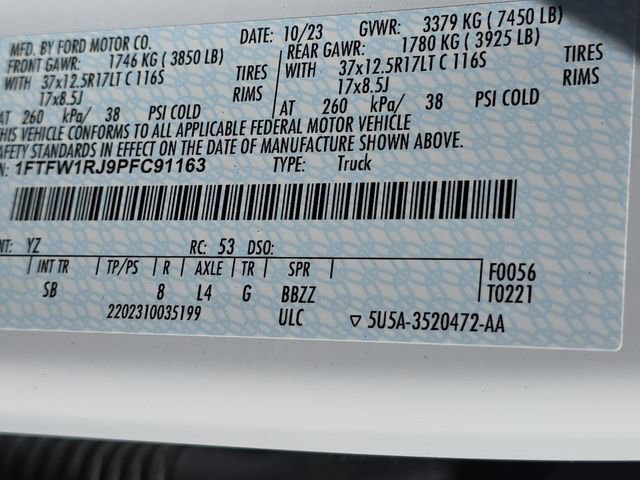 MFD. BY FORD MOTOR CO. DATE: 10/23 GVWR: 3379 KG (7450 LB)
FRONT GAWR: 1746 KG (3850 LB) REAR GAWR: 1780 KG (3925 LB)
WITH 37x12.5R17LT C 116S TIRES WITH 37x12.5R17LT C 116S TIRES
17x8.5J RIMS 17x8.5J RIMS
AT 260 kPa/ 38 PSI COLD AT 260 kPa/ 38 PSI COLD
THIS VEHICLE CONFORMS TO ALL APPLICABLE FEDERAL MOTOR VEHICLE
SAFETY STANDARDS IN EFFECT ON THE DATE OF MANUFACTURE SHOWN ABOVE.
N: 1FTFW1RJ9PFC91163 TYPE: Truck
NT: YZ RC: 53 DSO:
INT TR TP/PS R AXLE TR SPR F0056
SB 8 L4 G BBZZ T0221
2202310035199 ULC ▽ 5U5A-3520472-AA